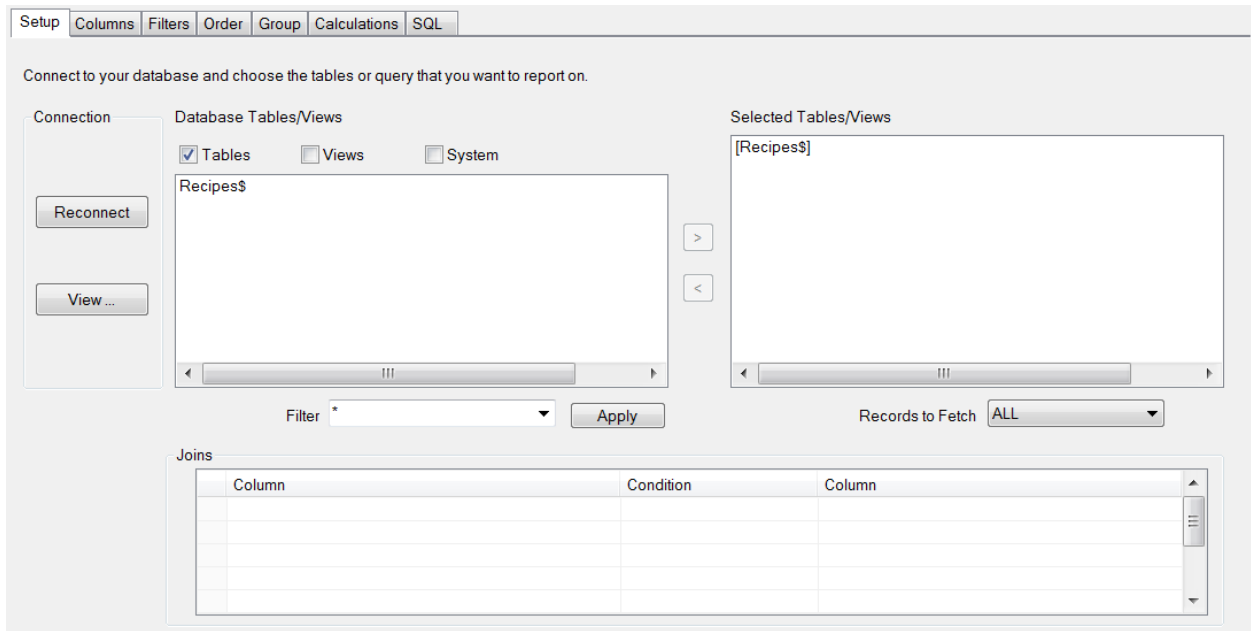 Setup Columns Filters Order Group Calculations SQL
Connect to your database and choose the tables or query that you want to report on.
Connection Database Tables/Views Selected Tables/Views
Tables Views System
[Recipes$]
Recipes$
Reconnect
>
View ...
<
Filter * Apply Records to Fetch ALL
Joins
Column Condition Column